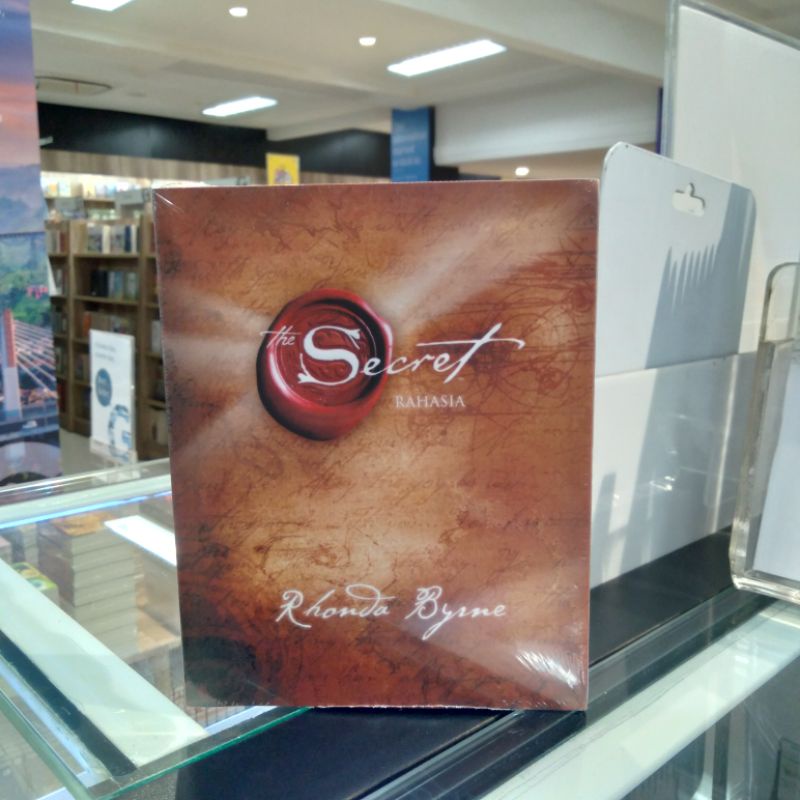 the Secret
RAHASIA
Rhonda Byrne